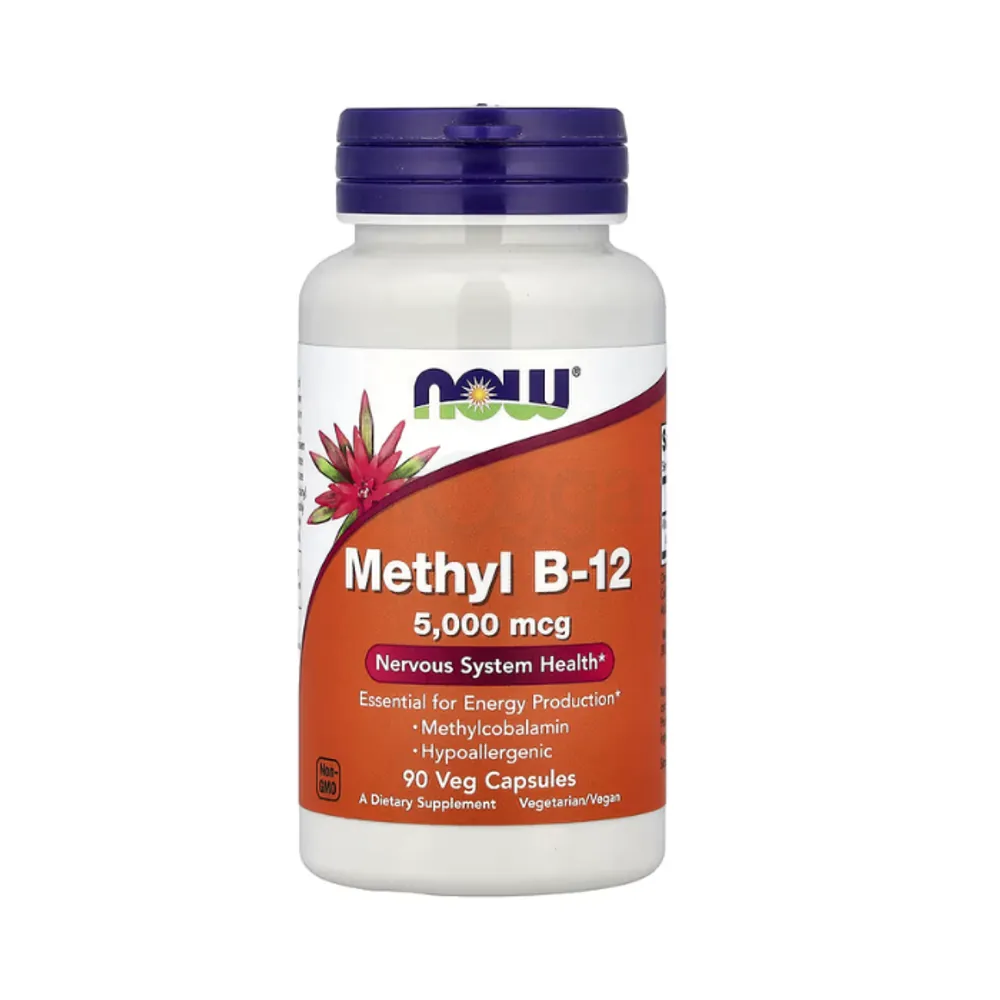 NOW®
Methyl B-12
5,000 mcg
Nervous System Health*
Essential for Energy Production*
• Methylcobalamin
• Hypoallergenic
Non-
GMO
90 Veg Capsules
A Dietary Supplement Vegetarian/Vegan